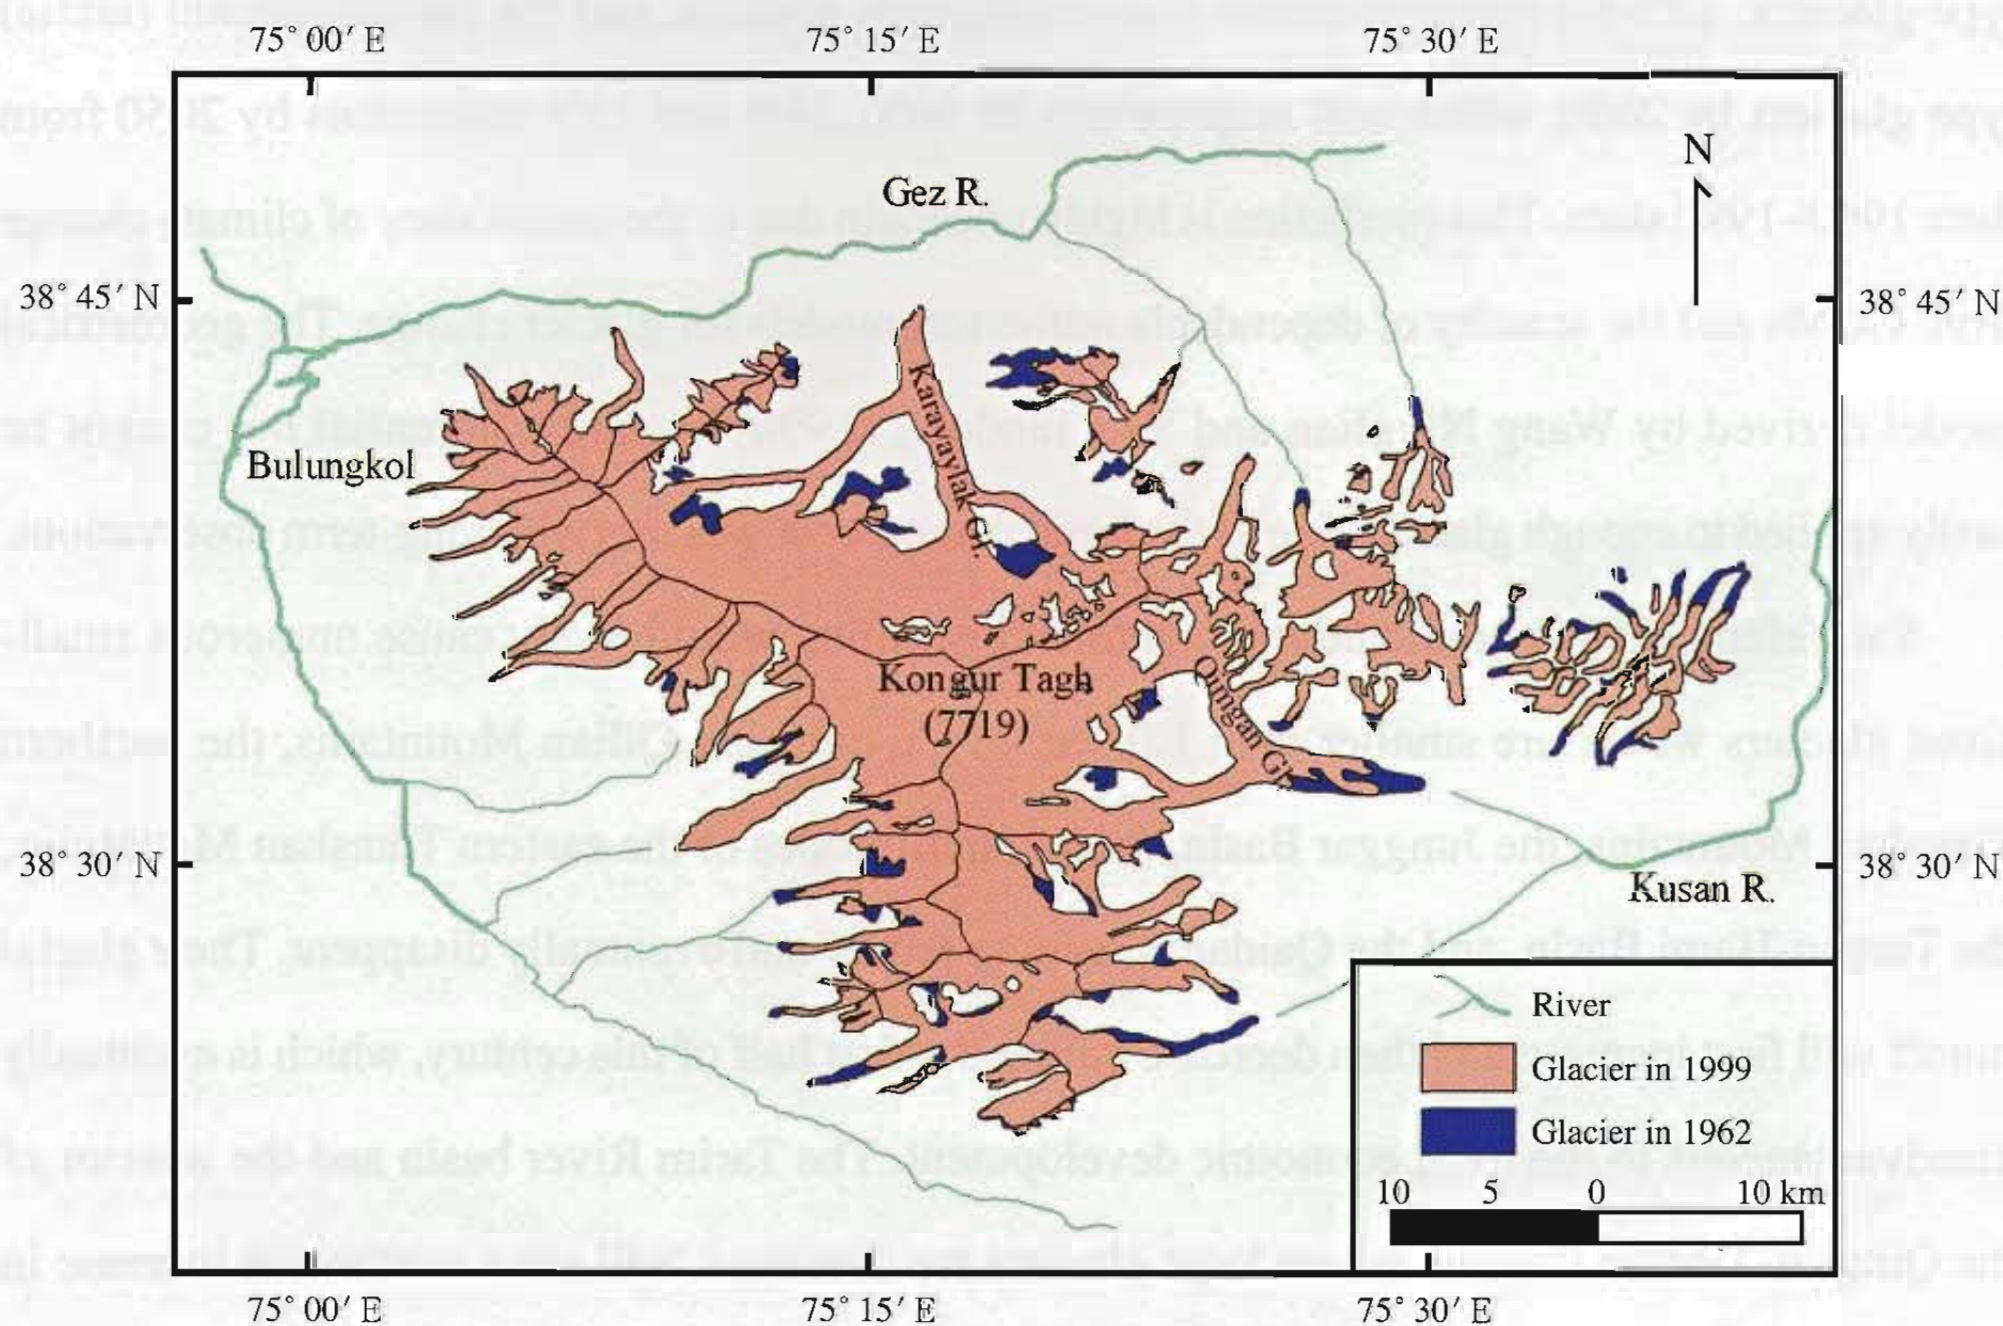 75° 00′ E
75° 15′ E
75° 30′ E
N
Gez R.
38° 45′ N
38° 45′ N
Karayaylak Gl.
Bulungkol
Kongur Tagh
(7719)
Qimgan Gl.
38° 30′ N
38° 30′ N
Kusan R.
River
Glacier in 1999
Glacier in 1962
10 5 0 10 km
75° 00′ E
75° 15′ E
75° 30′ E